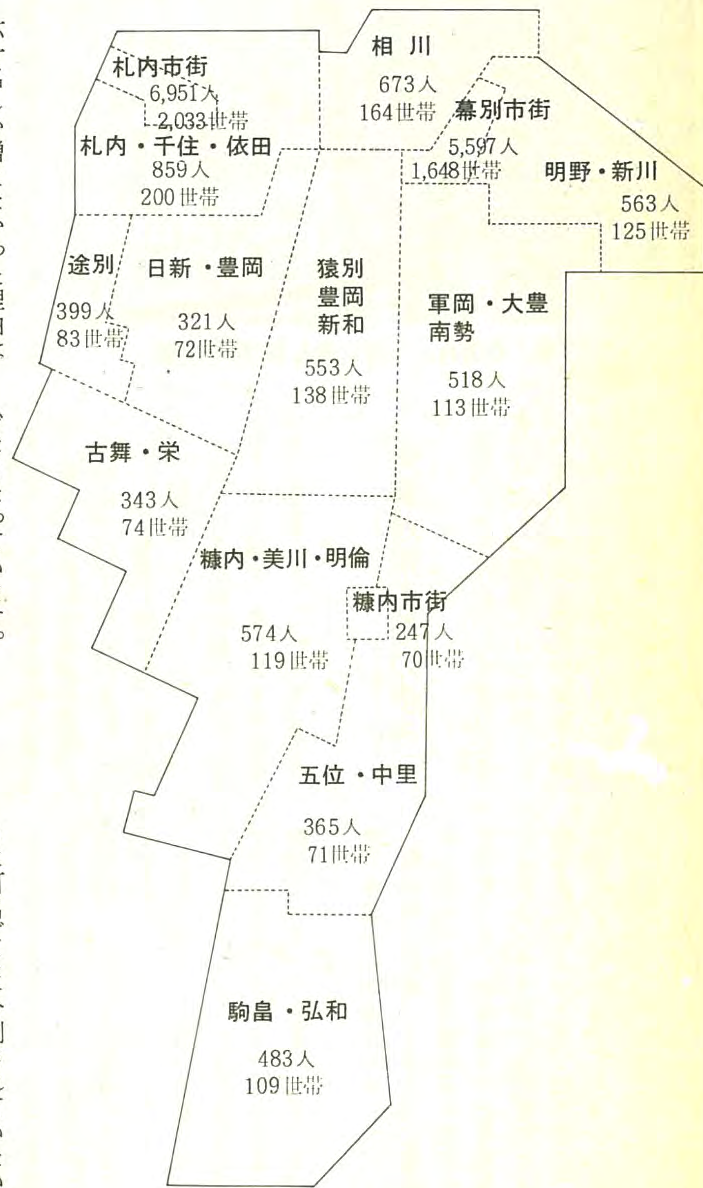 相川
673人
164世帯
札内市街
6,951人
2,033世帯
幕別市街
5,597人
1,648世帯
札内・千住・依田
859人
200世帯
明野・新川
563人
125世帯
途別
399人
83世帯
日新・豊岡
321人
72世帯
猿別
豊岡
新和
553人
138世帯
軍岡・大豊
南勢
518人
113世帯
古舞・栄
343人
74世帯
糠内・美川・明倫
574人
119世帯
糠内市街
247人
70世帯
五位・中里
365人
71世帯
駒畠・弘和
483人
109世帯